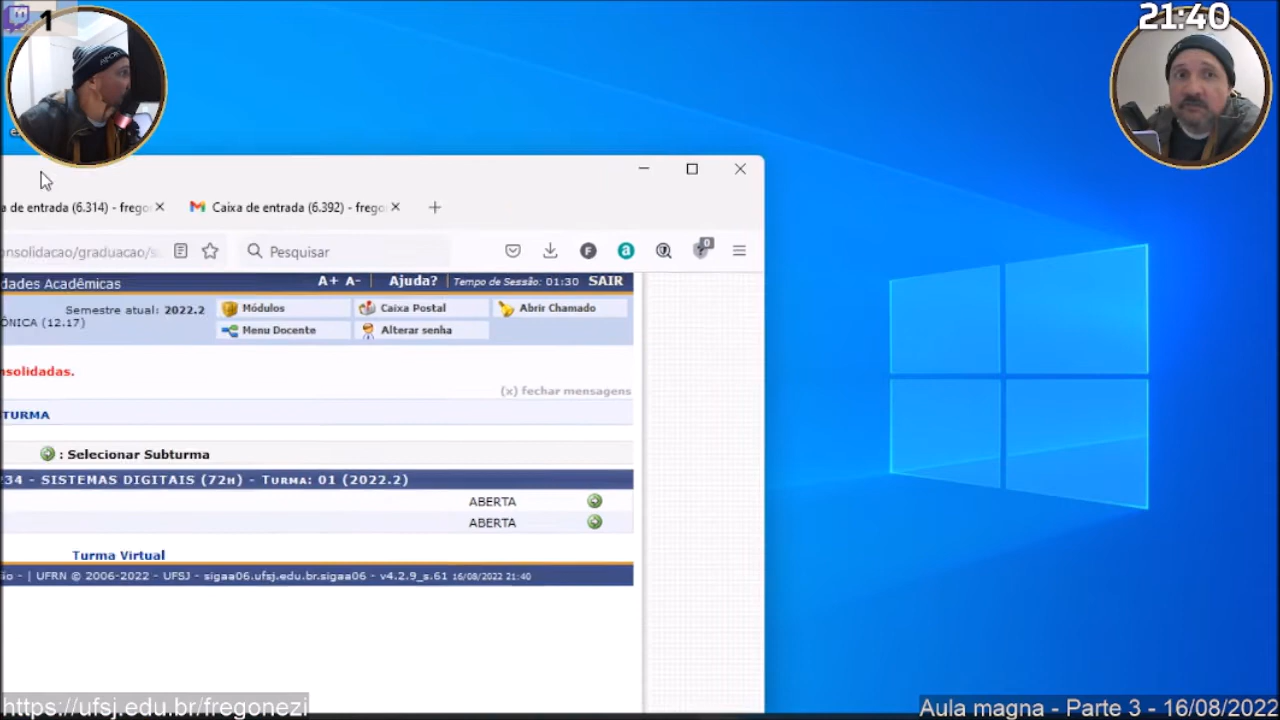 1
21:40
a de entrada (6.314) - frego
Caixa de entrada (6.392) - frego
onsolidacao/graduacao/s
Pesquisar
0
dades Acadêmicas
A+ A- Ajuda? Tempo de Sessão: 01:30 SAIR
Semestre atual: 2022.2
Módulos
Caixa Postal
Abrir Chamado
ÔNICA (12.17)
Menu Docente
Alterar senha
nsolidadas.
(x) fechar mensagens
TURMA
: Selecionar Subturma
34 - SISTEMAS DIGITAIS (72h) - Turma: 01 (2022.2)
ABERTA
ABERTA
Turma Virtual
ão - | UFRN © 2006-2022 - UFSJ - sigaa06.ufsj.edu.br.sigaa06 - v4.2.9_s.61 16/08/2022 21:40
https://ufsj.edu.br/fregonezi
Aula magna - Parte 3 - 16/08/2022